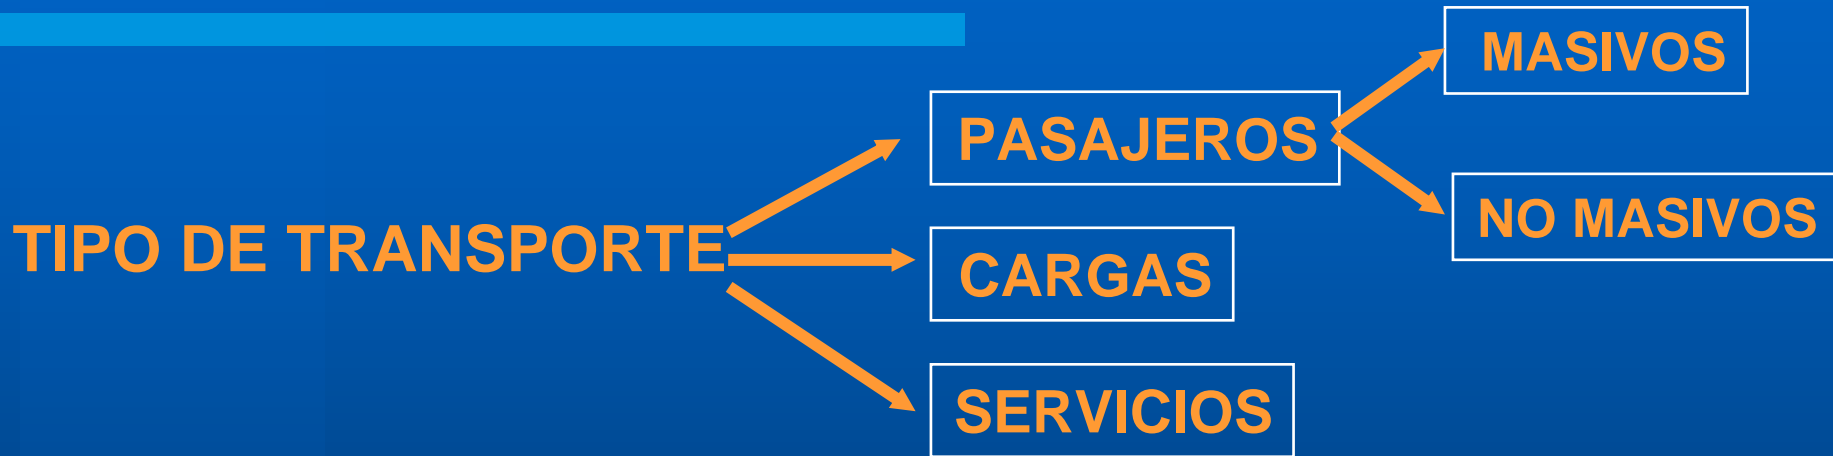 TIPO DE TRANSPORTE
PASAJEROS
MASIVOS
NO MASIVOS
CARGAS
SERVICIOS